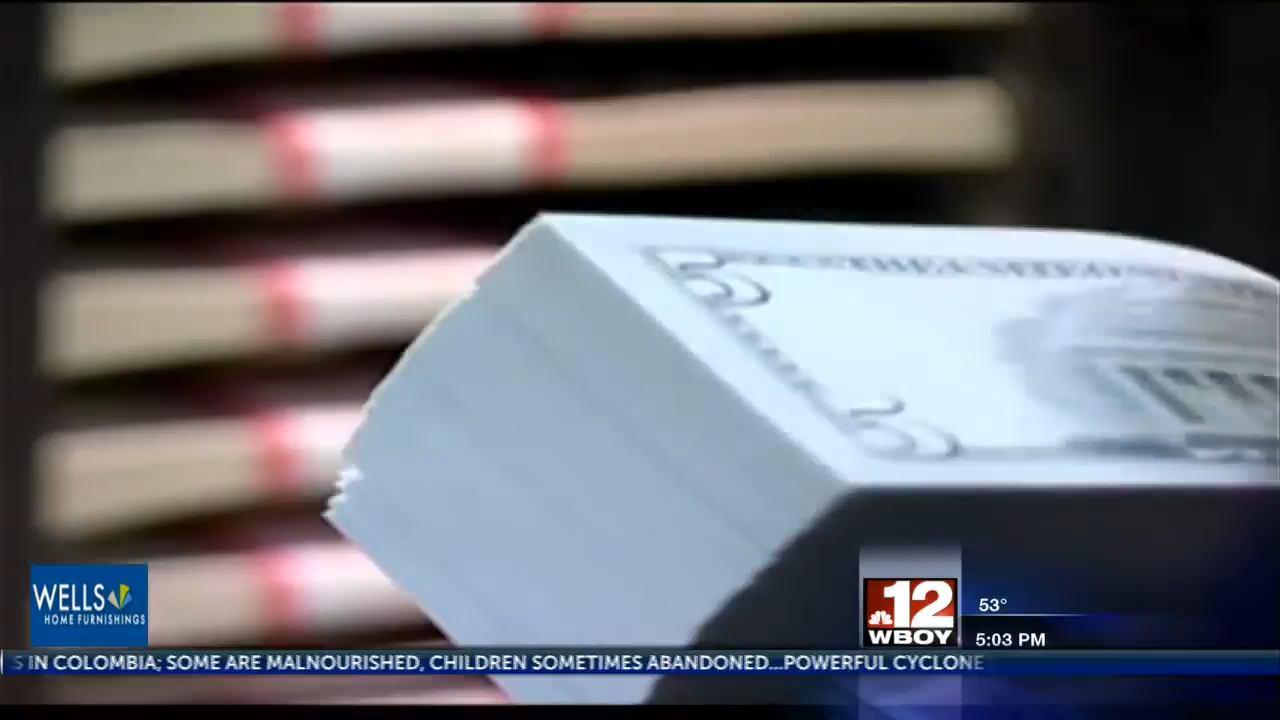 WELLS
HOME FURNISHINGS
12
WBOY
53°
5:03 PM
S IN COLOMBIA; SOME ARE MALNOURISHED, CHILDREN SOMETIMES ABANDONED...POWERFUL CYCLONE